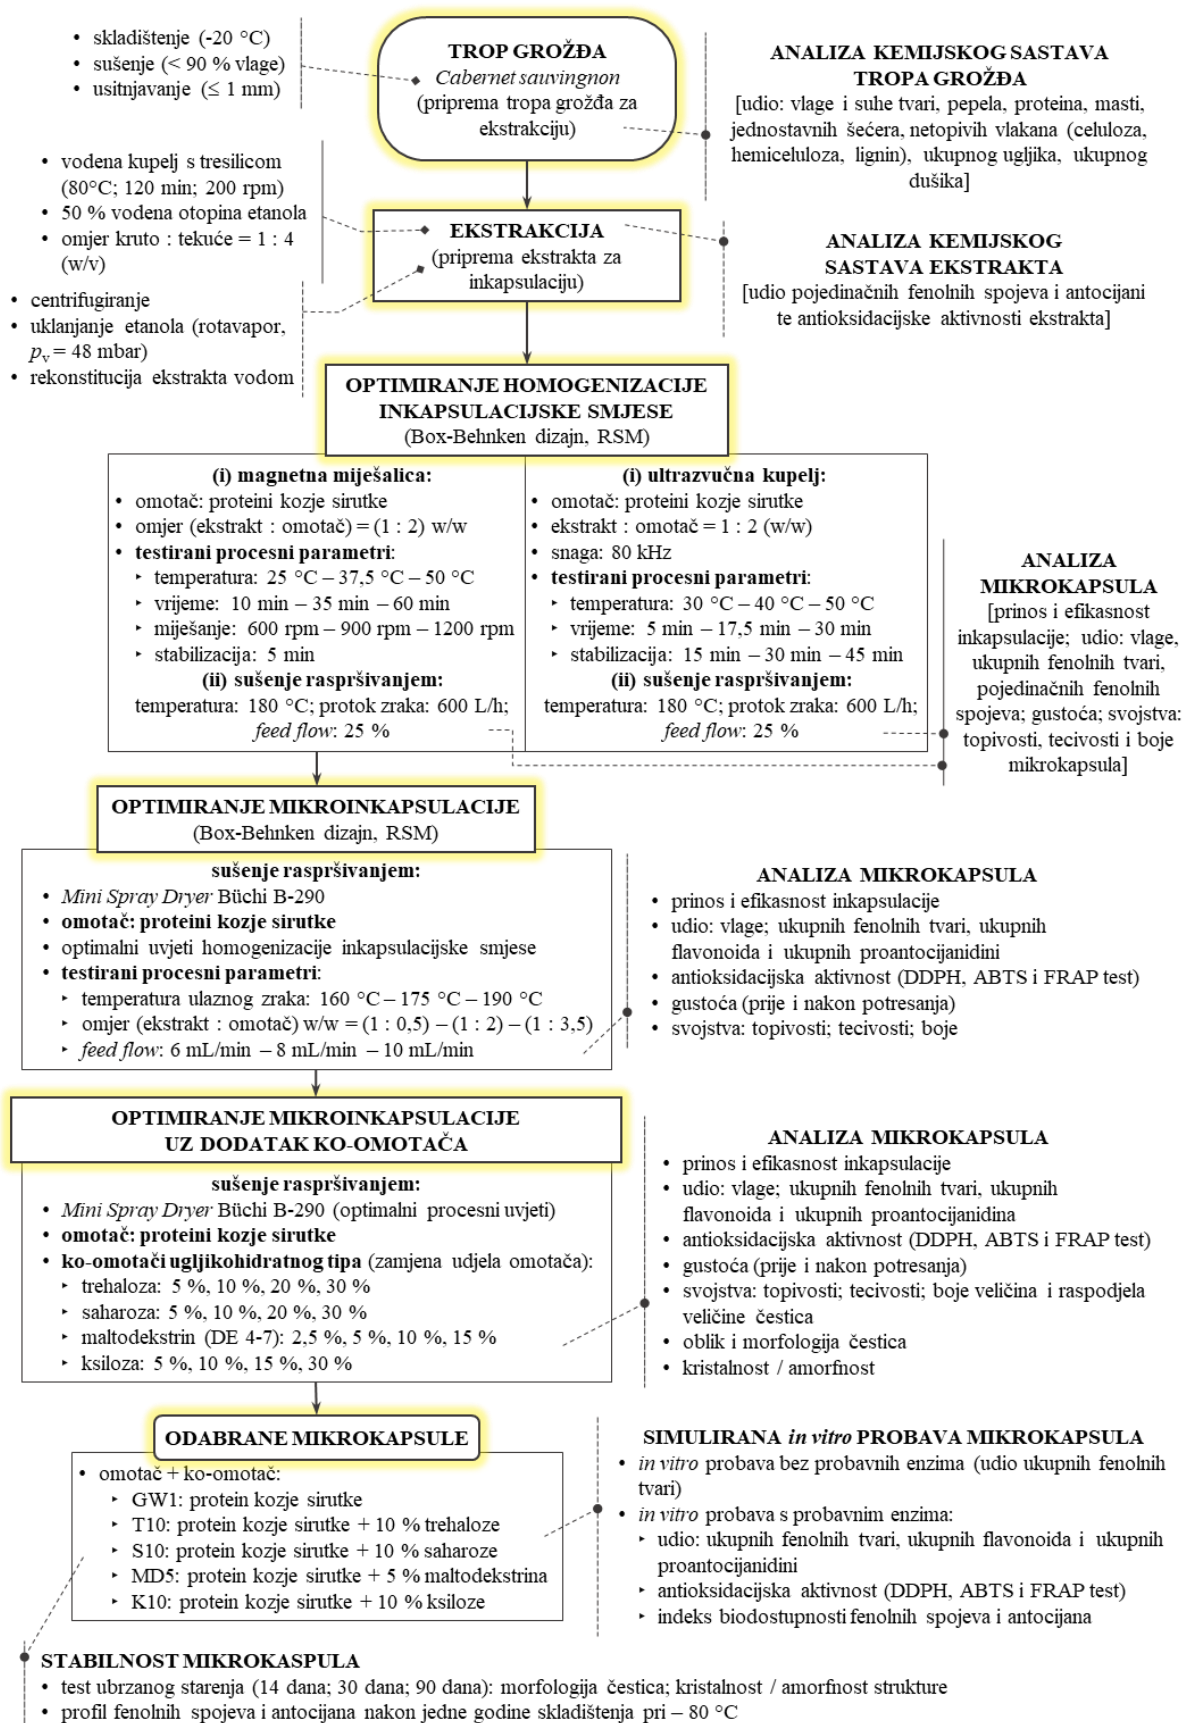 • skladištenje (-20 °C)
• sušenje (< 90 % vlage)
• usitnjavanje (≤ 1 mm)
TROP GROŽĐA
Cabernet sauvingnon
(priprema tropa grožđa za
ekstrakciju)
ANALIZA KEMIJSKOG SASTAVA
TROPA GROŽĐA
[udio: vlage i suhe tvari, pepela, proteina, masti,
jednostavnih šećera, netopivih vlakana (celuloza,
hemiceluloza, lignin), ukupnog ugljika, ukupnog
dušika]
• vodena kupelj s tresilicom
(80°C; 120 min; 200 rpm)
• 50 % vodena otopina etanola
• omjer kruto : tekuće = 1 : 4
(w/v)
EKSTRAKCIJA
(priprema ekstrakta za
inkapsulaciju)
ANALIZA KEMIJSKOG
SASTAVA EKSTRAKTA
[udio pojedinačnih fenolnih spojeva i antocijani
te antioksidacijske aktivnosti ekstrakta]
• centrifugiranje
• uklanjanje etanola (rotavapor,
pv = 48 mbar)
• rekonstitucija ekstrakta vodom
OPTIMIRANJE HOMOGENIZACIJE
INKAPSULACIJSKE SMJESE
(Box-Behnken dizajn, RSM)
(i) magnetna miješalica:
• omotač: proteini kozje sirutke
• omjer (ekstrakt : omotač) = (1 : 2) w/w
• testirani procesni parametri:
‣ temperatura: 25 °C – 37,5 °C – 50 °C
‣ vrijeme: 10 min – 35 min – 60 min
‣ miješanje: 600 rpm – 900 rpm – 1200 rpm
‣ stabilizacija: 5 min
(ii) sušenje raspršivanjem:
temperatura: 180 °C; protok zraka: 600 L/h;
feed flow: 25 %
(i) ultrazvučna kupelj:
• omotač: proteini kozje sirutke
• ekstrakt : omotač = 1 : 2 (w/w)
• snaga: 80 kHz
• testirani procesni parametri:
‣ temperatura: 30 °C – 40 °C – 50 °C
‣ vrijeme: 5 min – 17,5 min – 30 min
‣ stabilizacija: 15 min – 30 min – 45 min
(ii) sušenje raspršivanjem:
temperatura: 180 °C; protok zraka: 600 L/h;
feed flow: 25 %
ANALIZA
MIKROKAPSULA
[prinos i efikasnost
inkapsulacije; udio: vlage,
ukupnih fenolnih tvari,
pojedinačnih fenolnih
spojeva; gustoća; svojstva:
topivosti, tecivosti i boje
mikrokapsula]
OPTIMIRANJE MIKROINKAPSULACIJE
(Box-Behnken dizajn, RSM)
sušenje raspršivanjem:
• Mini Spray Dryer Büchi B-290
• omotač: proteini kozje sirutke
• optimalni uvjeti homogenizacije inkapsulacijske smjese
• testirani procesni parametri:
‣ temperatura ulaznog zraka: 160 °C – 175 °C – 190 °C
‣ omjer (ekstrakt : omotač) w/w = (1 : 0,5) – (1 : 2) – (1 : 3,5)
‣ feed flow: 6 mL/min – 8 mL/min – 10 mL/min
ANALIZA MIKROKAPSULA
• prinos i efikasnost inkapsulacije
• udio: vlage; ukupnih fenolnih tvari, ukupnih
flavonoida i ukupnih proantocijanidini
• antioksidacijska aktivnost (DDPH, ABTS i FRAP test)
• gustoća (prije i nakon potresanja)
• svojstva: topivosti; tecivosti; boje
OPTIMIRANJE MIKROINKAPSULACIJE
UZ DODATAK KO-OMOTAČA
sušenje raspršivanjem:
• Mini Spray Dryer Büchi B-290 (optimalni procesni uvjeti)
• omotač: proteini kozje sirutke
• ko-omotači ugljikohidratnog tipa (zamjena udjela omotača):
‣ trehaloza: 5 %, 10 %, 20 %, 30 %
‣ saharoza: 5 %, 10 %, 20 %, 30 %
‣ maltodekstrin (DE 4-7): 2,5 %, 5 %, 10 %, 15 %
‣ ksiloza: 5 %, 10 %, 15 %, 30 %
ANALIZA MIKROKAPSULA
• prinos i efikasnost inkapsulacije
• udio: vlage; ukupnih fenolnih tvari, ukupnih
flavonoida i ukupnih proantocijanidina
• antioksidacijska aktivnost (DDPH, ABTS i FRAP test)
• gustoća (prije i nakon potresanja)
• svojstva: topivosti; tecivosti; boje veličina i raspodjela
veličine čestica
• oblik i morfologija čestica
• kristalnost / amorfnost
ODABRANE MIKROKAPSULE
• omotač + ko-omotač:
‣ GW1: protein kozje sirutke
‣ T10: protein kozje sirutke + 10 % trehaloze
‣ S10: protein kozje sirutke + 10 % saharoze
‣ MD5: protein kozje sirutke + 5 % maltodekstrina
‣ K10: protein kozje sirutke + 10 % ksiloze
SIMULIRANA in vitro PROBAVA MIKROKAPSULA
• in vitro probava bez probavnih enzima (udio ukupnih fenolnih
tvari)
• in vitro probava s probavnim enzima:
‣ udio: ukupnih fenolnih tvari, ukupnih flavonoida i ukupnih
proantocijanidini
‣ antioksidacijska aktivnost (DDPH, ABTS i FRAP test)
‣ indeks biodostupnosti fenolnih spojeva i antocijana
STABILNOST MIKROKASPULA
• test ubrzanog starenja (14 dana; 30 dana; 90 dana): morfologija čestica; kristalnost / amorfnost strukture
• profil fenolnih spojeva i antocijana nakon jedne godine skladištenja pri – 80 °C